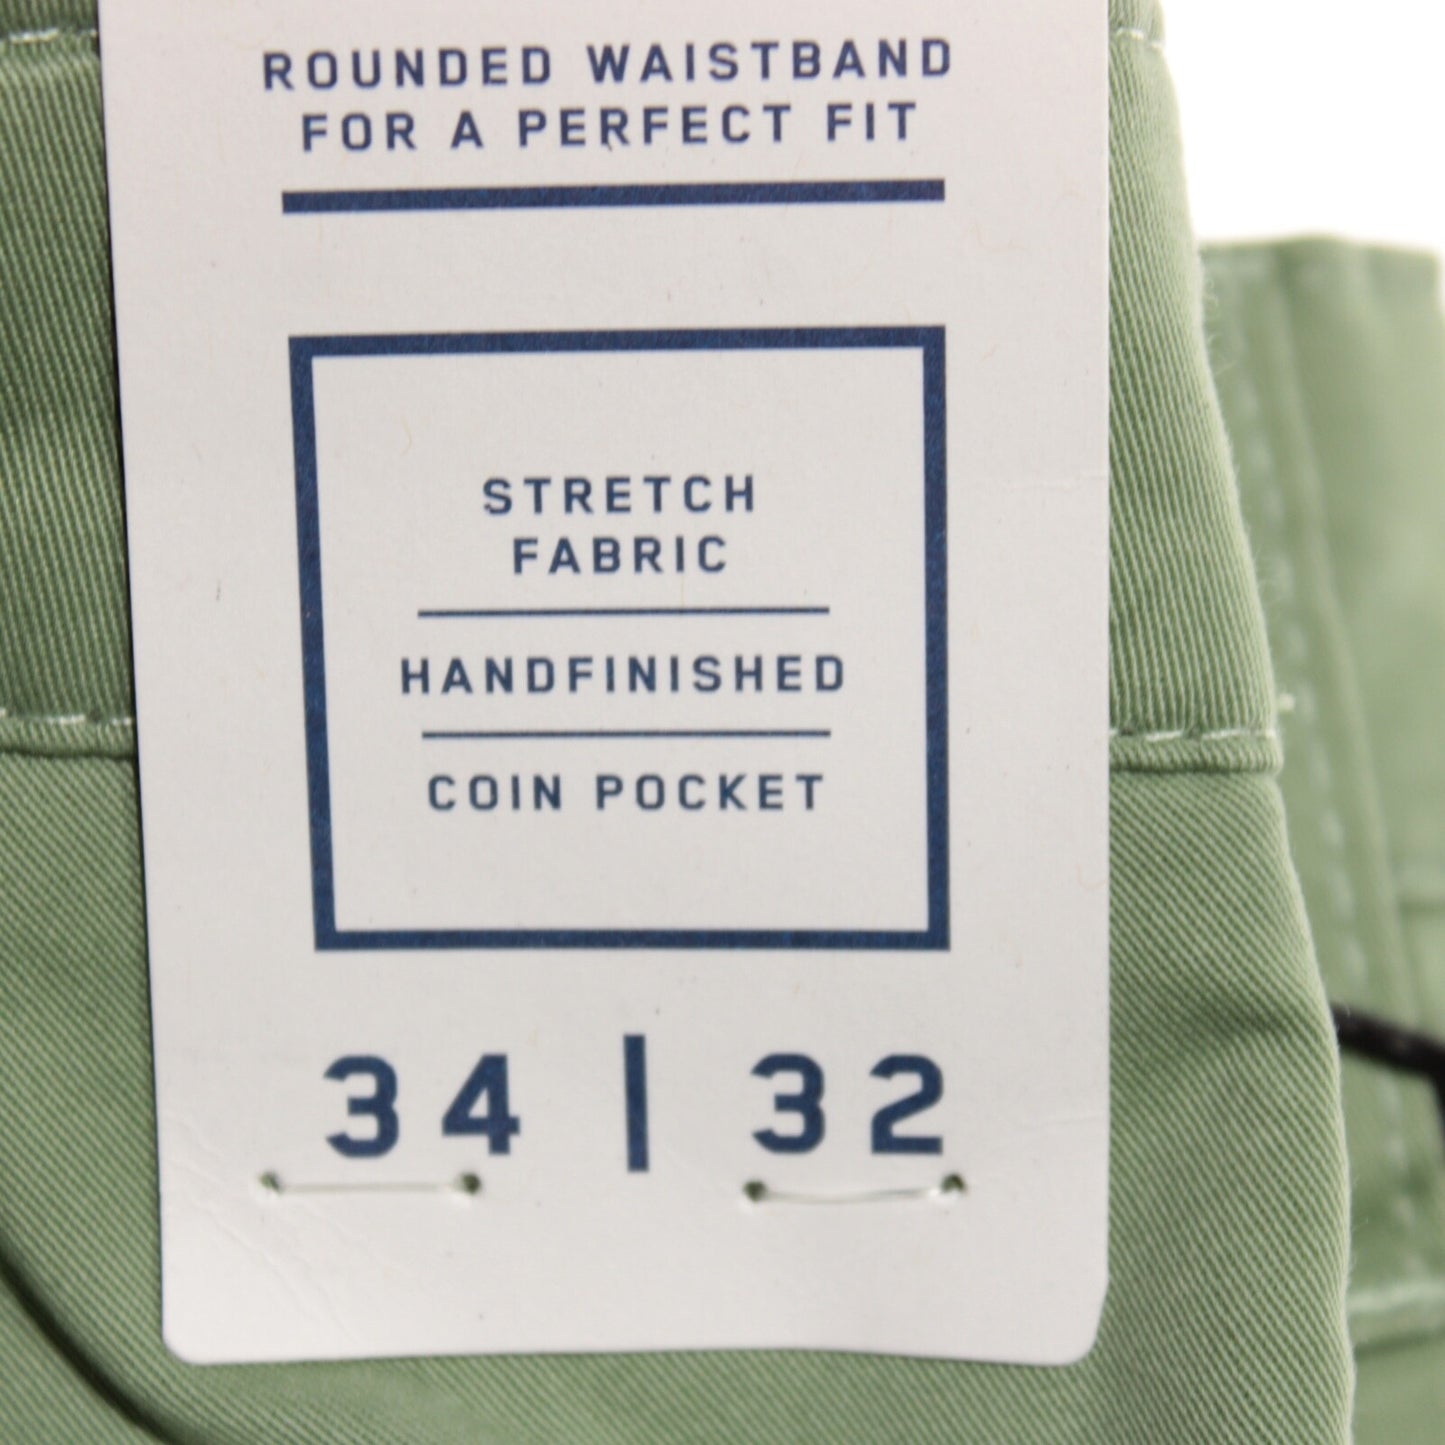 ROUNDED WAISTBAND
FOR A PERFECT FIT
STRETCH
FABRIC
HANDFINISHED
COIN POCKET
34 | 32